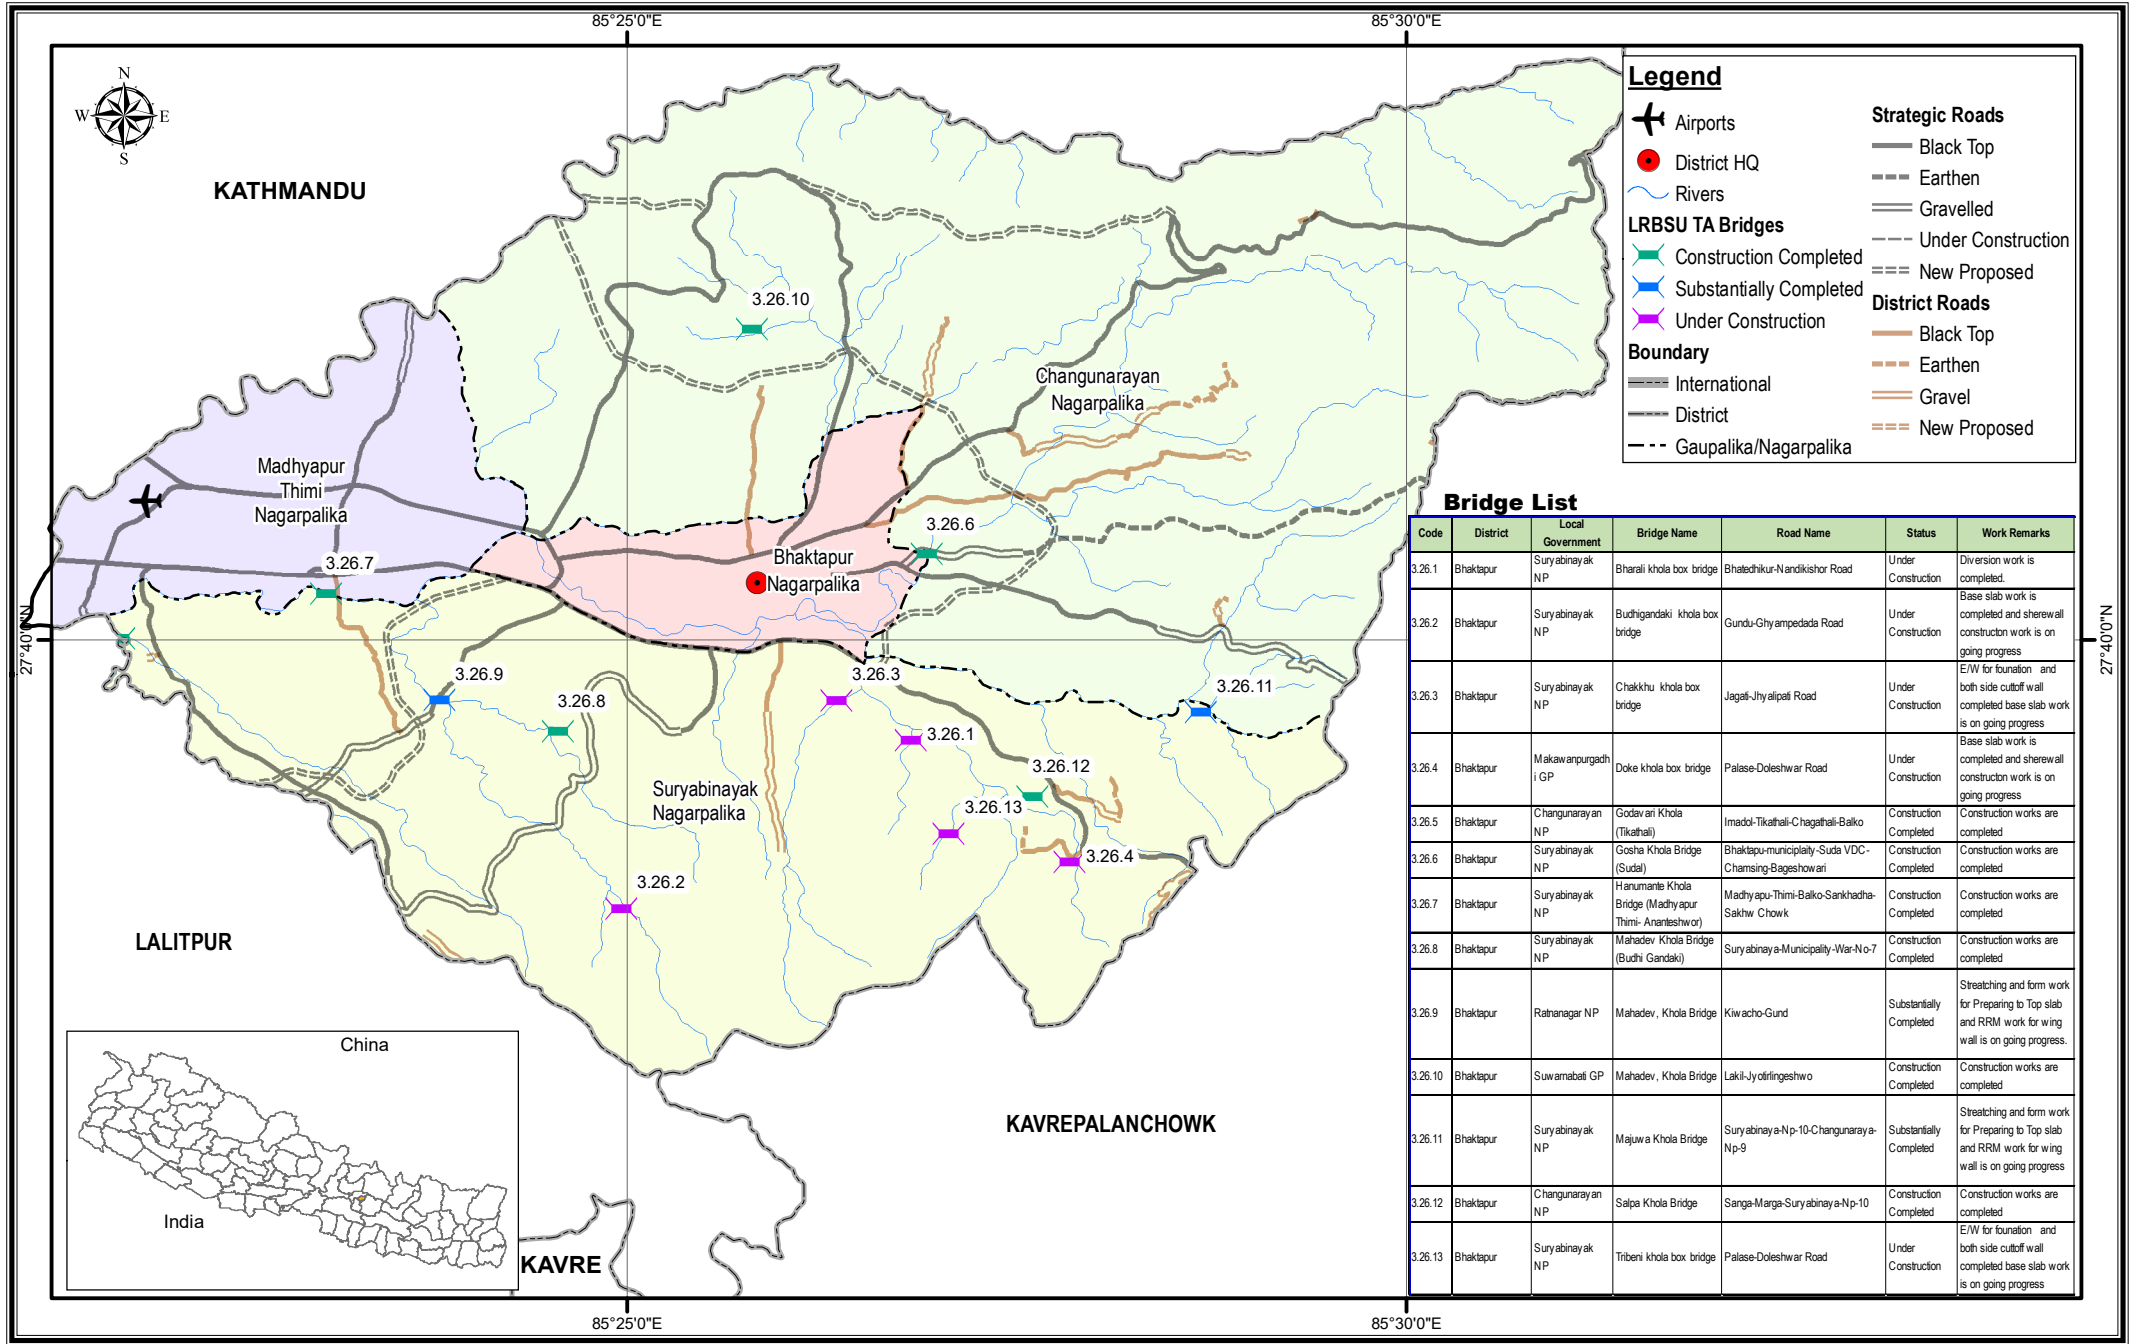 85°25'0"E
85°30'0"E
N
W
E
S
KATHMANDU
Legend
Airports
District HQ
Rivers
LRBSU TA Bridges
Construction Completed
Substantially Completed
Under Construction
Boundary
International
District
Gaupalika/Nagarpalika
Strategic Roads
Black Top
Earthen
Gravelled
Under Construction
New Proposed
District Roads
Black Top
Earthen
Gravel
New Proposed
3.26.10
Changunarayan
Nagarpalika
Madhyapur
Thimi
Nagarpalika
3.26.6
3.26.7
Bhaktapur
Nagarpalika
27°40'0"N
27°40'0"N
3.26.9
3.26.8
3.26.3
3.26.11
3.26.1
3.26.12
Suryabinayak
Nagarpalika
3.26.13
3.26.4
3.26.2
LALITPUR
KAVREPALANCHOWK
KAVRE
China
India
Bridge List
Code District Local Government Bridge Name Road Name Status Work Remarks
3.26.1 Bhaktapur Suryabinayak NP Bharali khola box bridge Bhatedhikur-Nandikishor Road Under Construction Diversion work is completed.
3.26.2 Bhaktapur Suryabinayak NP Budhigandaki khola box bridge Gundu-Ghyampedada Road Under Construction Base slab work is completed and sherewall constructon work is on going progress
3.26.3 Bhaktapur Suryabinayak NP Chakkhu khola box bridge Jagati-Jhyalipati Road Under Construction E/W for founation and both side cuttoff wall completed base slab work is on going progress
3.26.4 Bhaktapur Makawanpurgadhi GP Doke khola box bridge Palase-Doleshwar Road Under Construction Base slab work is completed and sherewall constructon work is on going progress
3.26.5 Bhaktapur Changunarayan NP Godavari Khola (Tikathali) Imadol-Tikathali-Chagathali-Balko Construction Completed Construction works are completed
3.26.6 Bhaktapur Suryabinayak NP Gosha Khola Bridge (Sudal) Bhaktapu-municiplaity-Suda VDC-Chamsing-Bageshowari Construction Completed Construction works are completed
3.26.7 Bhaktapur Suryabinayak NP Hanumante Khola Bridge (Madhyapur Thimi- Ananteshwor) Madhyapu-Thimi-Balko-Sankhadha-Sakhw Chowk Construction Completed Construction works are completed
3.26.8 Bhaktapur Suryabinayak NP Mahadev Khola Bridge (Budhi Gandaki) Suryabinaya-Municipality-War-No-7 Construction Completed Construction works are completed
3.26.9 Bhaktapur Ratnanagar NP Mahadev, Khola Bridge Kiwacho-Gund Substantially Completed Streatching and form work for Preparing to Top slab and RRM work for wing wall is on going progress.
3.26.10 Bhaktapur Suwarnabati GP Mahadev, Khola Bridge Lakil-Jyotirlingeshwo Construction Completed Construction works are completed
3.26.11 Bhaktapur Suryabinayak NP Majuwa Khola Bridge Suryabinaya-Np-10-Changunaraya-Np-9 Substantially Completed Streatching and form work for Preparing to Top slab and RRM work for wing wall is on going progress
3.26.12 Bhaktapur Changunarayan NP Salpa Khola Bridge Sanga-Marga-Suryabinaya-Np-10 Construction Completed Construction works are completed
3.26.13 Bhaktapur Suryabinayak NP Tribeni khola box bridge Palase-Doleshwar Road Under Construction E/W for founation and both side cuttoff wall completed base slab work is on going progress
85°25'0"E
85°30'0"E